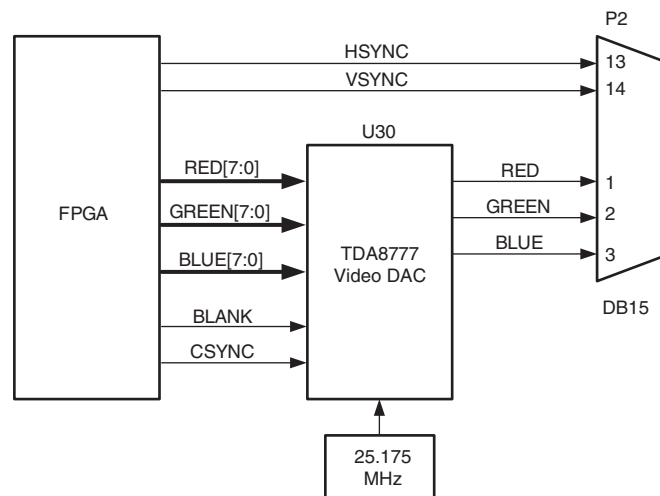 P2
HSYNC
13
VSYNC
14
U30
RED[7:0]
RED
1
FPGA
GREEN[7:0]
GREEN
2
TDA8777
Video DAC
BLUE[7:0]
BLUE
3
DB15
BLANK
CSYNC
25.175
MHz